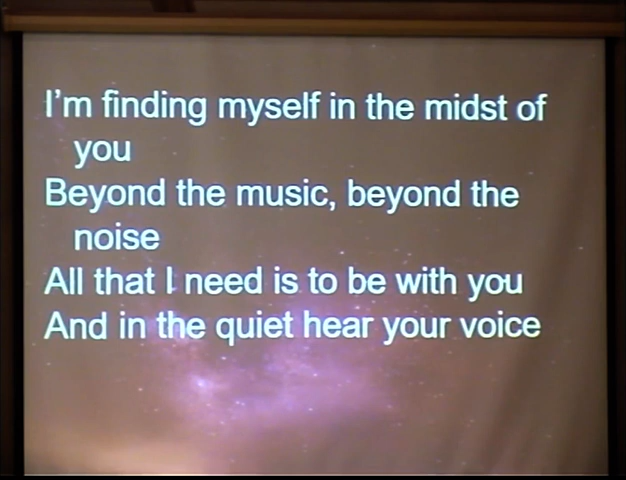 I'm finding myself in the midst of
you
Beyond the music, beyond the
noise
All that I need is to be with you
And in the quiet hear your voice